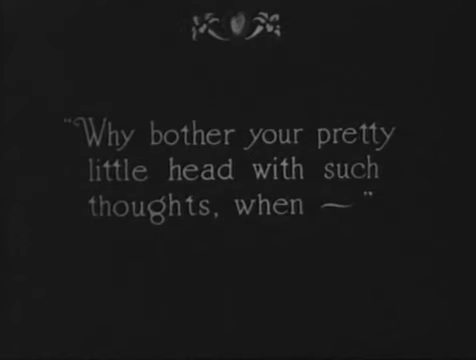 "Why bother your pretty
little head with such
thoughts, when — "